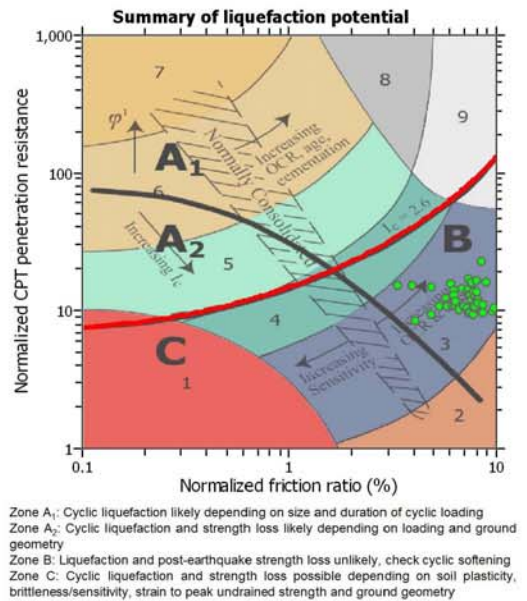 Summary of liquefaction potential
Normalized CPT penetration resistance
1,000
100
10
1
7
8
9
φ'
A1
Increasing
OCR, age,
cementation
Normally Consolidated
6
A2
Increasing Ic
5
Ic = 2.6
B
4
C
1
Increasing
Sensitivity
3
2
0.1
1
10
Normalized friction ratio (%)
Zone A1: Cyclic liquefaction likely depending on size and duration of cyclic loading
Zone A2: Cyclic liquefaction and strength loss likely depending on loading and ground
geometry
Zone B: Liquefaction and post-earthquake strength loss unlikely, check cyclic softening
Zone C: Cyclic liquefaction and strength loss possible depending on soil plasticity,
brittleness/sensitivity, strain to peak undrained strength and ground geometry